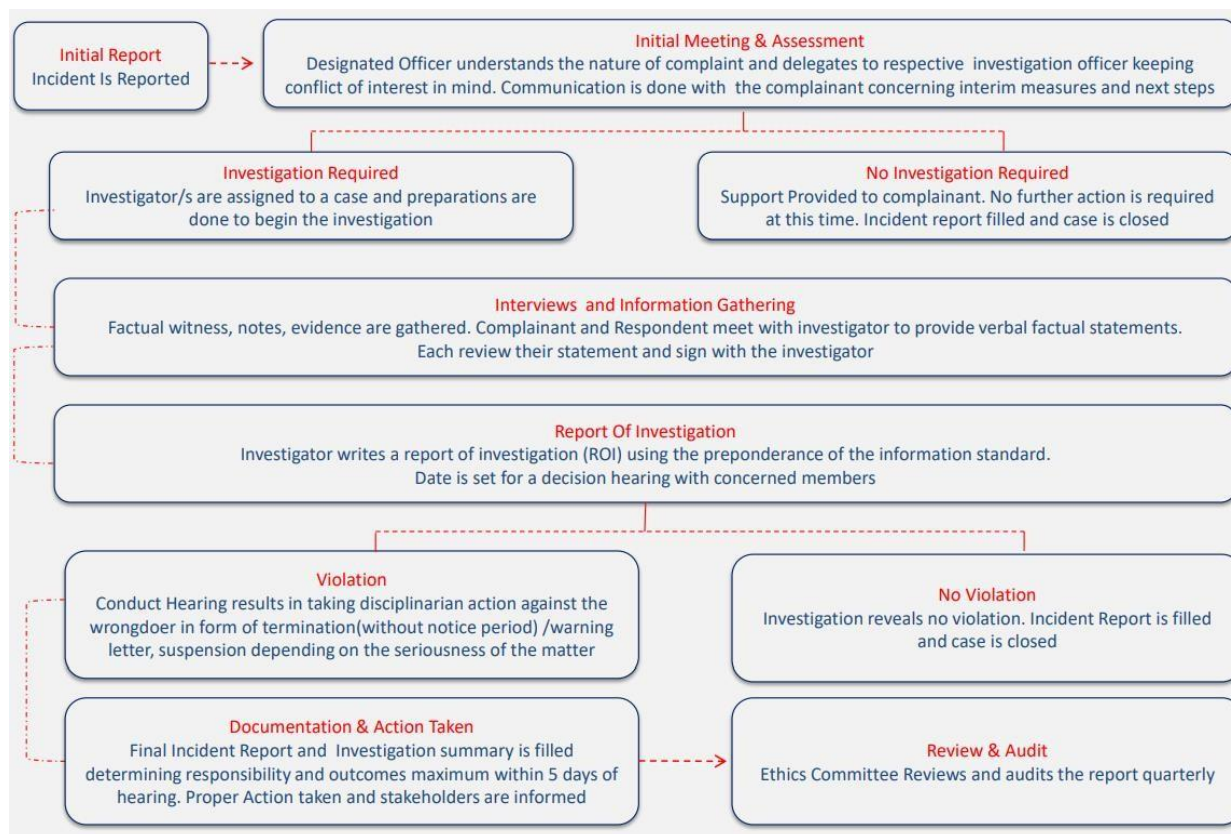 Initial Report
Incident Is Reported
Initial Meeting & Assessment
Designated Officer understands the nature of complaint and delegates to respective investigation officer keeping
conflict of interest in mind. Communication is done with the complainant concerning interim measures and next steps
Investigation Required
Investigator/s are assigned to a case and preparations are
done to begin the investigation
No Investigation Required
Support Provided to complainant. No further action is required
at this time. Incident report filled and case is closed
Interviews and Information Gathering
Factual witness, notes, evidence are gathered. Complainant and Respondent meet with investigator to provide verbal factual statements.
Each review their statement and sign with the investigator
Report Of Investigation
Investigator writes a report of investigation (ROI) using the preponderance of the information standard.
Date is set for a decision hearing with concerned members
Violation
Conduct Hearing results in taking disciplinarian action against the
wrongdoer in form of termination(without notice period) /warning
letter, suspension depending on the seriousness of the matter
No Violation
Investigation reveals no violation. Incident Report is filled
and case is closed
Documentation & Action Taken
Final Incident Report and Investigation summary is filled
determining responsibility and outcomes maximum within 5 days of
hearing. Proper Action taken and stakeholders are informed
Review & Audit
Ethics Committee Reviews and audits the report quarterly